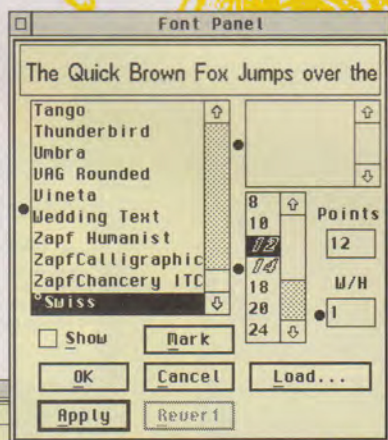 Font Panel
The Quick Brown Fox Jumps over the
Tango
Thunderbird
Umbra
VAG Rounded
Vineta
Wedding Text
Zapf Humanist
ZapfCalligraphic
ZapfChancery ITC
°Swiss
8
10
12
14
18
20
24
Points
12
W/H
1
Show
Mark
OK
Cancel
Load...
Apply
Revert